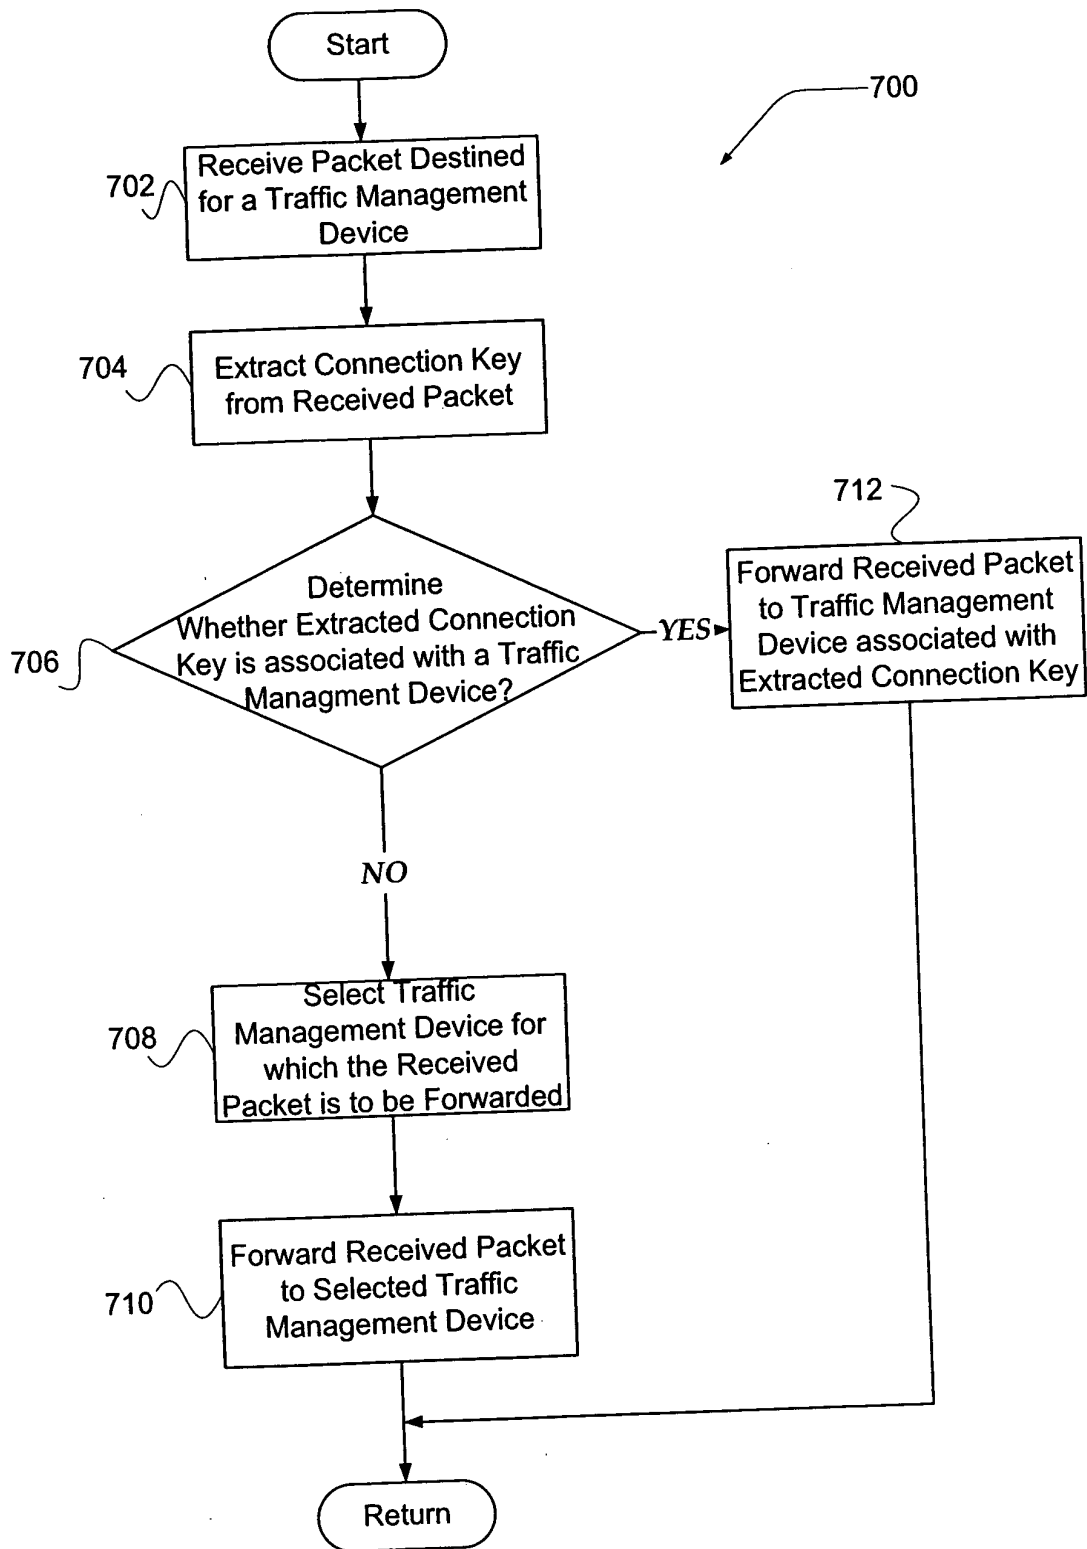 Start
700
702
Receive Packet Destined
for a Traffic Management
Device
704
Extract Connection Key
from Received Packet
706
Determine
Whether Extracted Connection
Key is associated with a Traffic
Managment Device?
YES
712
Forward Received Packet
to Traffic Management
Device associated with
Extracted Connection Key
NO
708
Select Traffic
Management Device for
which the Received
Packet is to be Forwarded
710
Forward Received Packet
to Selected Traffic
Management Device
Return